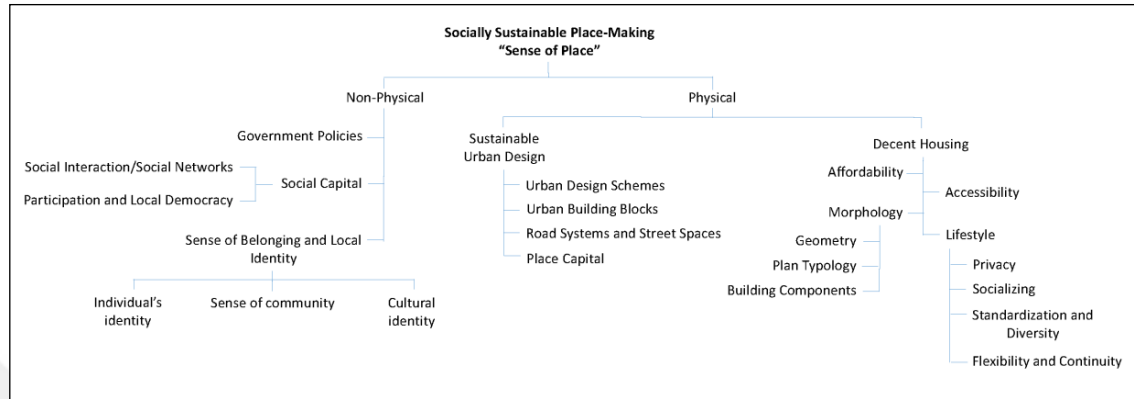 Socially Sustainable Place-Making
“Sense of Place”
Non-Physical
Physical
Government Policies
Social Interaction/Social Networks
Social Capital
Participation and Local Democracy
Sense of Belonging and Local
Identity
Individual’s
identity
Sense of community
Cultural
identity
Sustainable
Urban Design
Urban Design Schemes
Urban Building Blocks
Road Systems and Street Spaces
Place Capital
Decent Housing
Affordability
Accessibility
Morphology
Geometry
Plan Typology
Building Components
Lifestyle
Privacy
Socializing
Standardization and
Diversity
Flexibility and Continuity